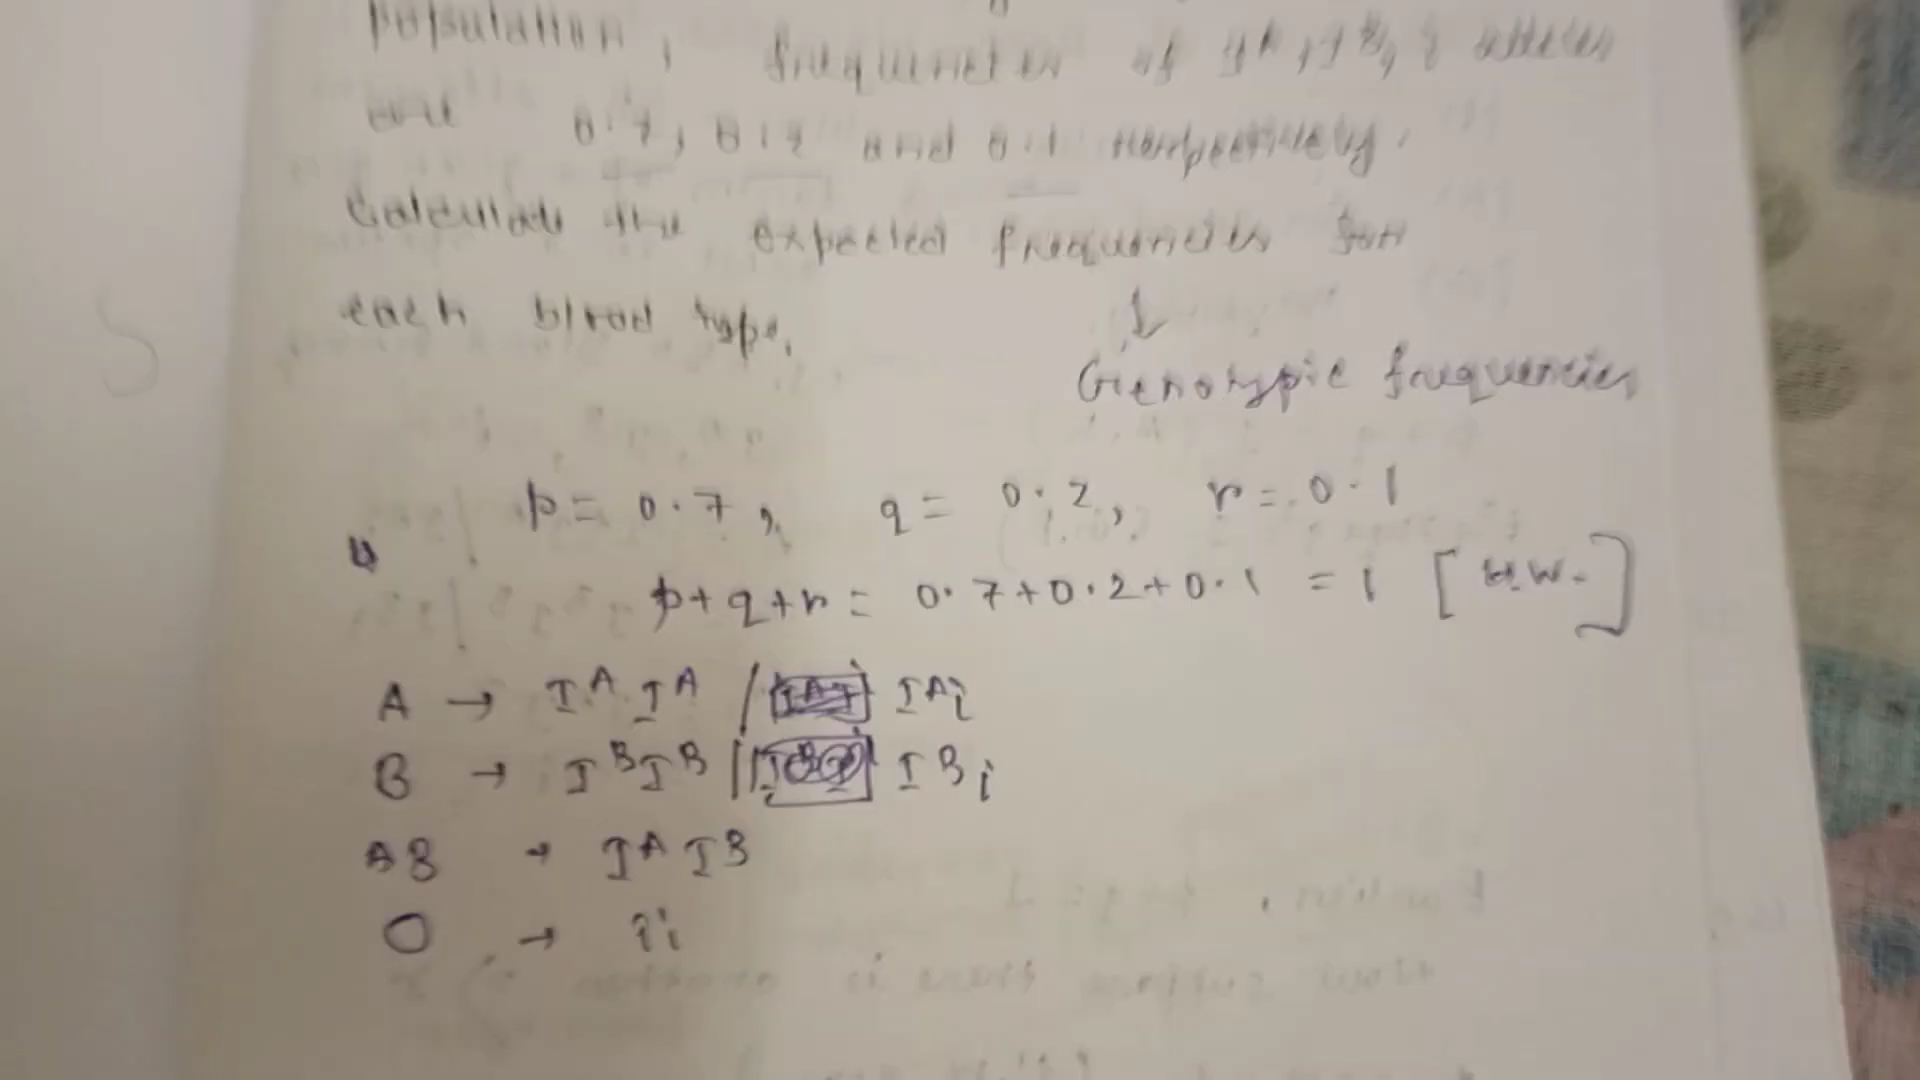 population, frequencies of I^A, I^B, i alleles
are 0.7, 0.2 and 0.1 respectively.
Calculate the expected frequencies for
each blood type.
↓
Genotypic frequencies
p = 0.7, q = 0.2, r = 0.1
p+q+r = 0.7+0.2+0.1 = 1 [H.W.]
A → I^A I^A / I^A i
B → I^B I^B / I^B i
AB → I^A I^B
O → ii